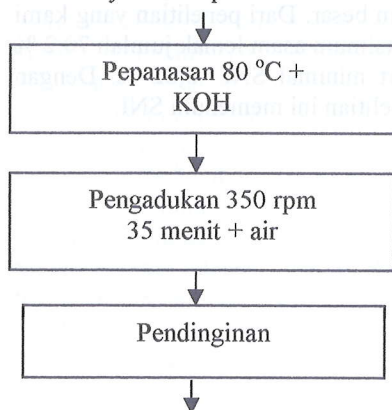 Pepanasan 80 °C +
KOH
Pengadukan 350 rpm
35 menit + air
Pendinginan